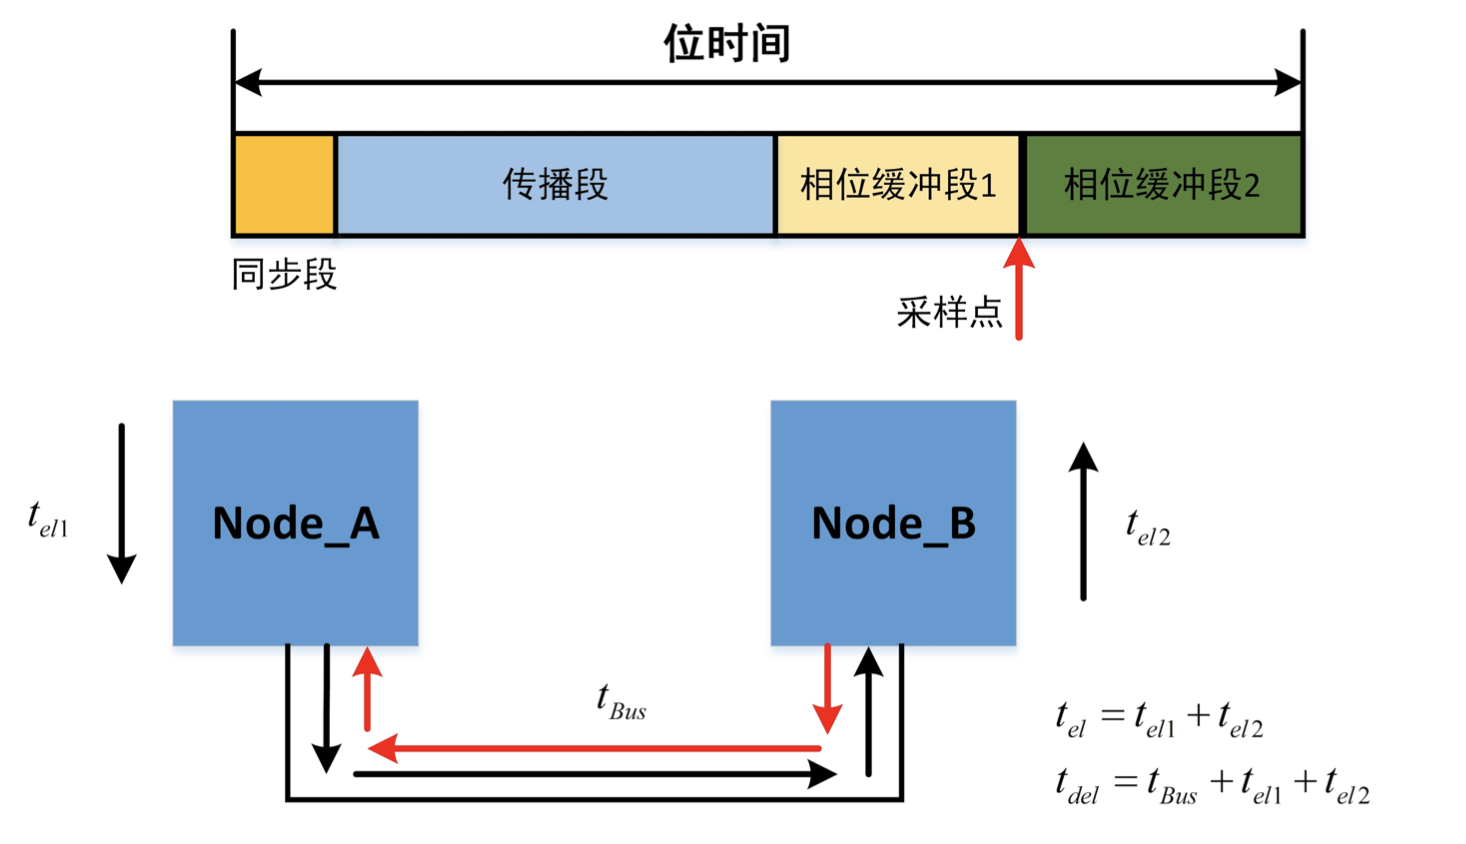 位时间
传播段
相位缓冲段1
相位缓冲段2
同步段
采样点
Node_A
Node_B
t_{el1}
t_{el2}
t_{Bus}
t_{el} = t_{el1} + t_{el2}
t_{del} = t_{Bus} + t_{el1} + t_{el2}